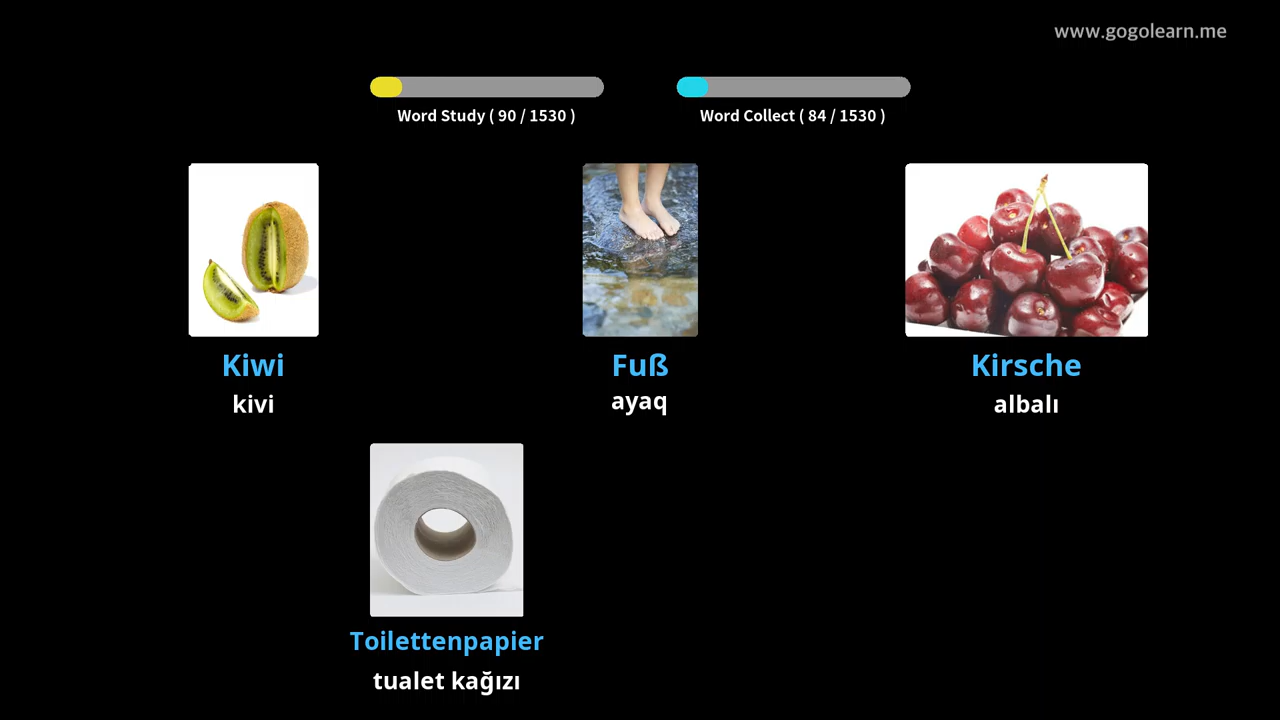 www.gogolearn.me
Word Study ( 90 / 1530 )
Word Collect ( 84 / 1530 )
Kiwi
Fuß
Kirsche
kivi
ayaq
albalı
Toilettenpapier
tualet kağızı